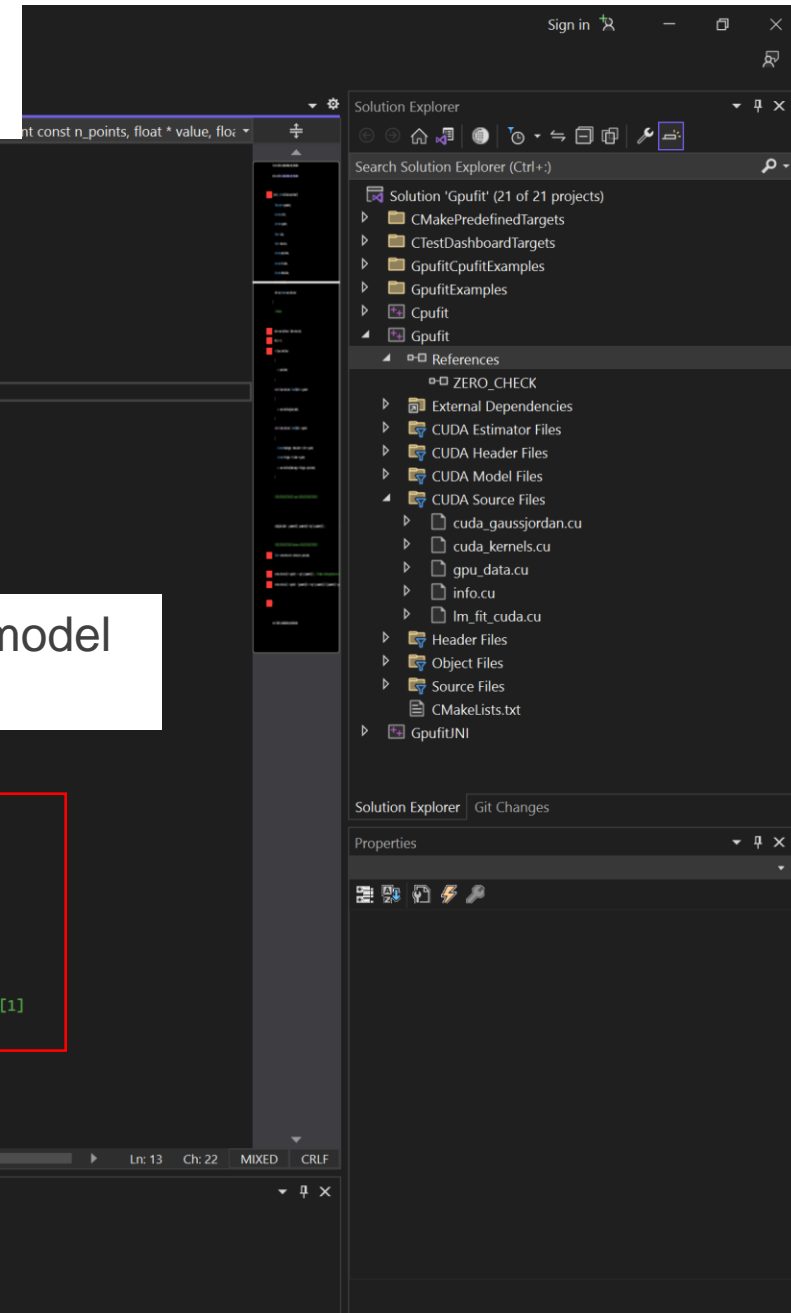 Sign in
nt const n_points, float * value, floa
Solution Explorer
Search Solution Explorer (Ctrl+;)
Solution 'Gpufit' (21 of 21 projects)
CMakePredefinedTargets
CTestDashboardTargets
GpufitCpufitExamples
GpufitExamples
Cpufit
Gpufit
References
ZERO_CHECK
External Dependencies
CUDA Estimator Files
CUDA Header Files
CUDA Model Files
CUDA Source Files
cuda_gaussjordan.cu
cuda_kernels.cu
gpu_data.cu
info.cu
lm_fit_cuda.cu
Header Files
Object Files
Source Files
CMakeLists.txt
GpufitJNI
model
Solution Explorer Git Changes
Properties
[1]
Ln: 13 Ch: 22 MIXED CRLF